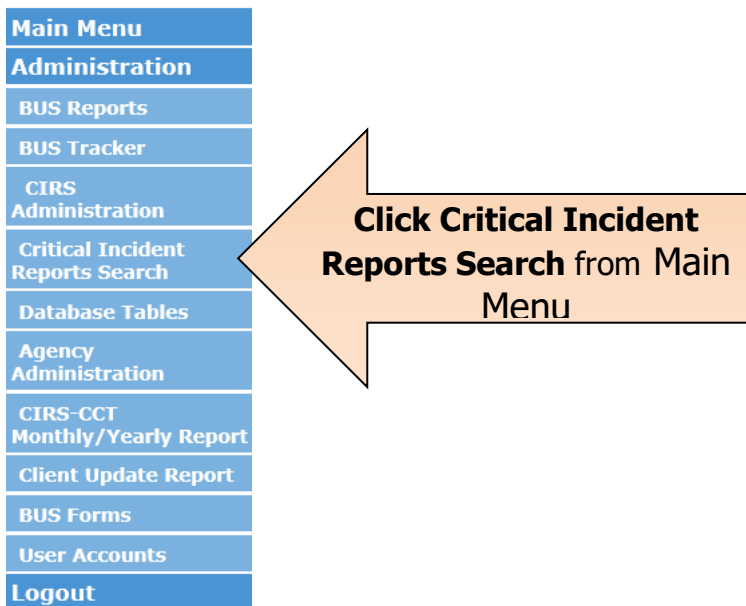 Main Menu
Administration
BUS Reports
BUS Tracker
CIRS
Administration
Critical Incident
Reports Search
Database Tables
Agency
Administration
CIRS-CCT
Monthly/Yearly Report
Client Update Report
BUS Forms
User Accounts
Logout
Click Critical Incident
Reports Search from Main
Menu